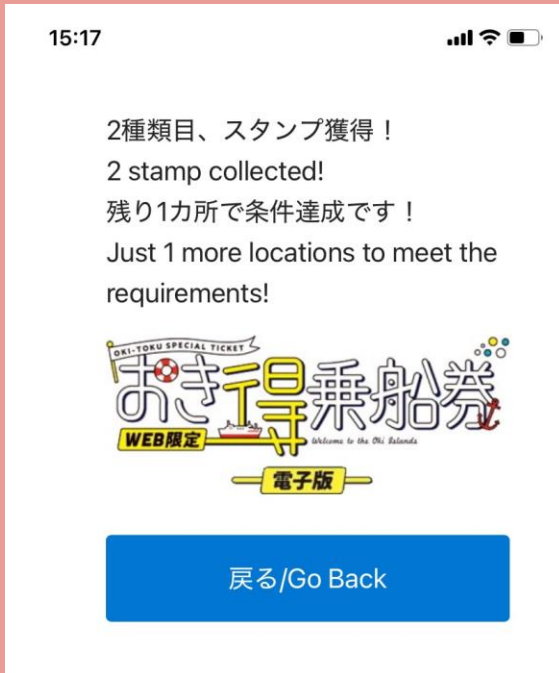 15:17
2種類目、スタンプ獲得！
2 stamp collected!
残り1カ所で条件達成です！
Just 1 more locations to meet the
requirements!
OKI-TOKU SPECIAL TICKET
おき得乗船券
WEB限定
Welcome to the Oki Islands
電子版
戻る/Go Back